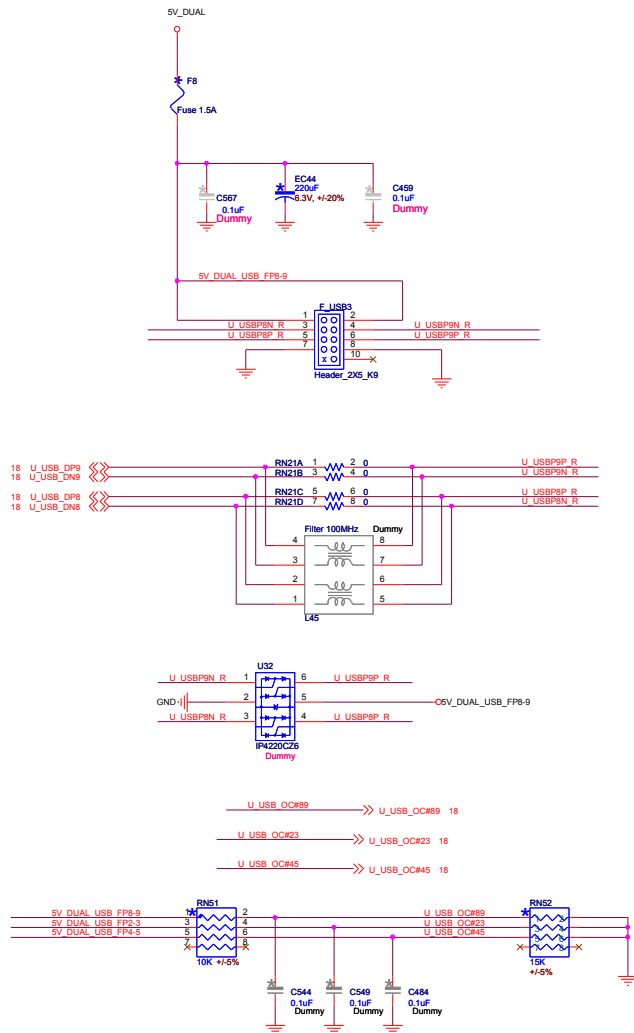 5V_DUAL
* F8
Fuse 1.5A
* C567
0.1uF
Dummy
* EC44
220uF
6.3V, +/-20%
* C459
0.1uF
Dummy
5V_DUAL_USB_FP8-9
F_USB3
1 2
U_USBP8N_R 3 4 U_USBP9N_R
U_USBP8P_R 5 6 U_USBP9P_R
7 8
x 10
Header_2X5_K9
18 U_USB_DP9 RN21A 1 2 0 U_USBP9P_R
18 U_USB_DN9 RN21B 3 4 0 U_USBP9N_R
18 U_USB_DP8 RN21C 5 6 0 U_USBP8P_R
18 U_USB_DN8 RN21D 7 8 0 U_USBP8N_R
Filter 100MHz Dummy
4 8
3 7
2 6
1 5
L45
U32
U_USBP9N_R 1 6 U_USBP9P_R
GND 2 5 5V_DUAL_USB_FP8-9
U_USBP8N_R 3 4 U_USBP8P_R
IP4220CZ6
Dummy
U_USB_OC#89 U_USB_OC#89 18
U_USB_OC#23 U_USB_OC#23 18
U_USB_OC#45 U_USB_OC#45 18
RN51 RN52
5V_DUAL_USB_FP8-9 1 * 2 U_USB_OC#89 * 2
5V_DUAL_USB_FP2-3 3 4 U_USB_OC#23 3 4
5V_DUAL_USB_FP4-5 5 6 U_USB_OC#45 5 6
7 8 7 8
10K +/-5% 15K
+/-5%
* C544 * C549 * C484
0.1uF 0.1uF 0.1uF
Dummy Dummy Dummy